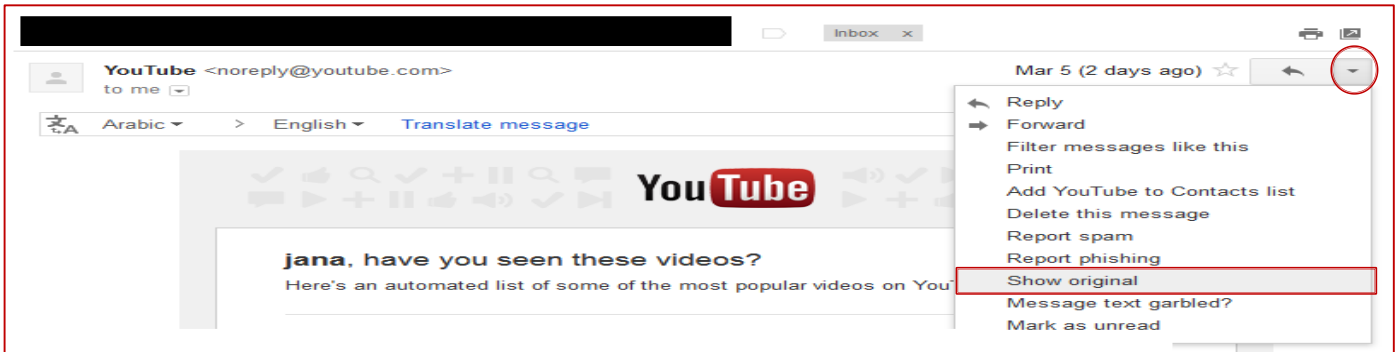 Inbox x
YouTube <noreply@youtube.com>
Mar 5 (2 days ago)
to me
Arabic > English Translate message
YouTube
jana, have you seen these videos?
Here's an automated list of some of the most popular videos on You
Reply
Forward
Filter messages like this
Print
Add YouTube to Contacts list
Delete this message
Report spam
Report phishing
Show original
Message text garbled?
Mark as unread